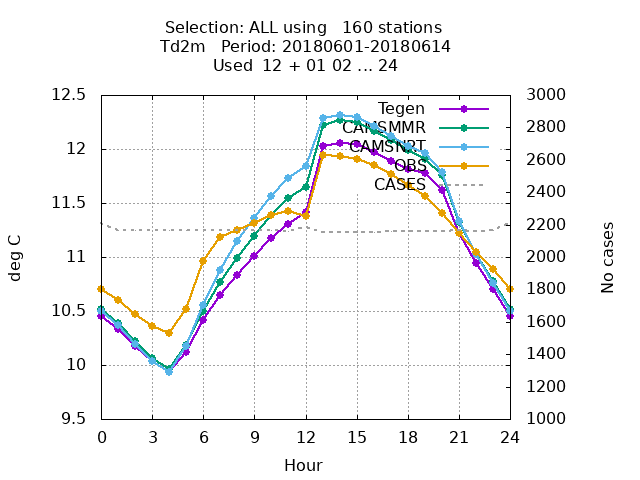 Selection: ALL using   160 stations
Td2m   Period: 20180601-20180614
Used  12 + 01 02 ... 24
12.5
12
11.5
11
10.5
10
9.5
3000
2800
2600
2400
2200
2000
1800
1600
1400
1200
1000
deg C
No cases
Tegen
CAMSMMR
CAMSNRT
OBS
CASES
0 3 6 9 12 15 18 21 24
Hour